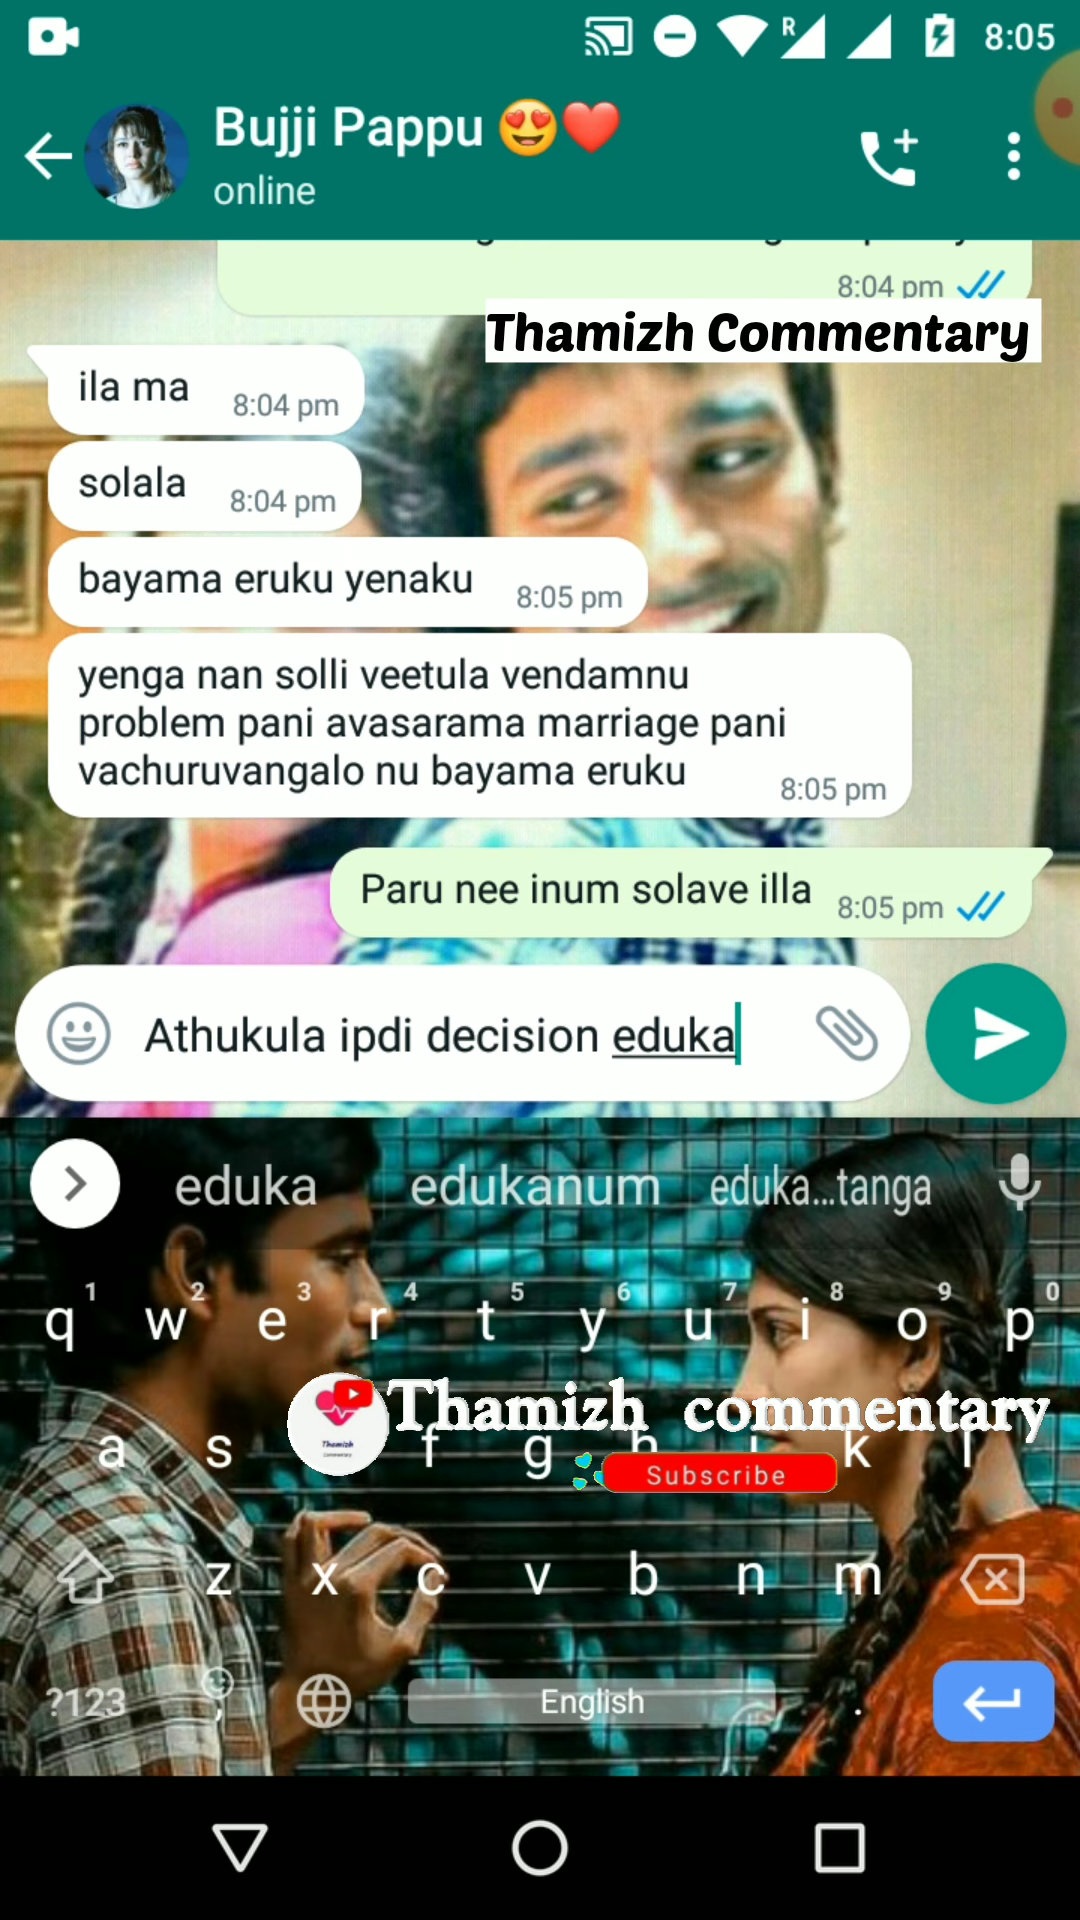 8:05
Bujji Pappu 😍❤️
online
8:04 pm
Thamizh Commentary
ila ma 8:04 pm
solala 8:04 pm
bayama eruku yenaku 8:05 pm
yenga nan solli veetula vendamnu
problem pani avasarama marriage pani
vachuruvangalo nu bayama eruku 8:05 pm
Paru nee inum solave illa 8:05 pm
Athukula ipdi decision eduka
eduka edukanum eduka...tanga
1 2 3 4 5 6 7 8 9 0
q w e r t y u i o p
Thamizh commentary
a s f g h j k l
Subscribe
z x c v b n m
?123 , English .